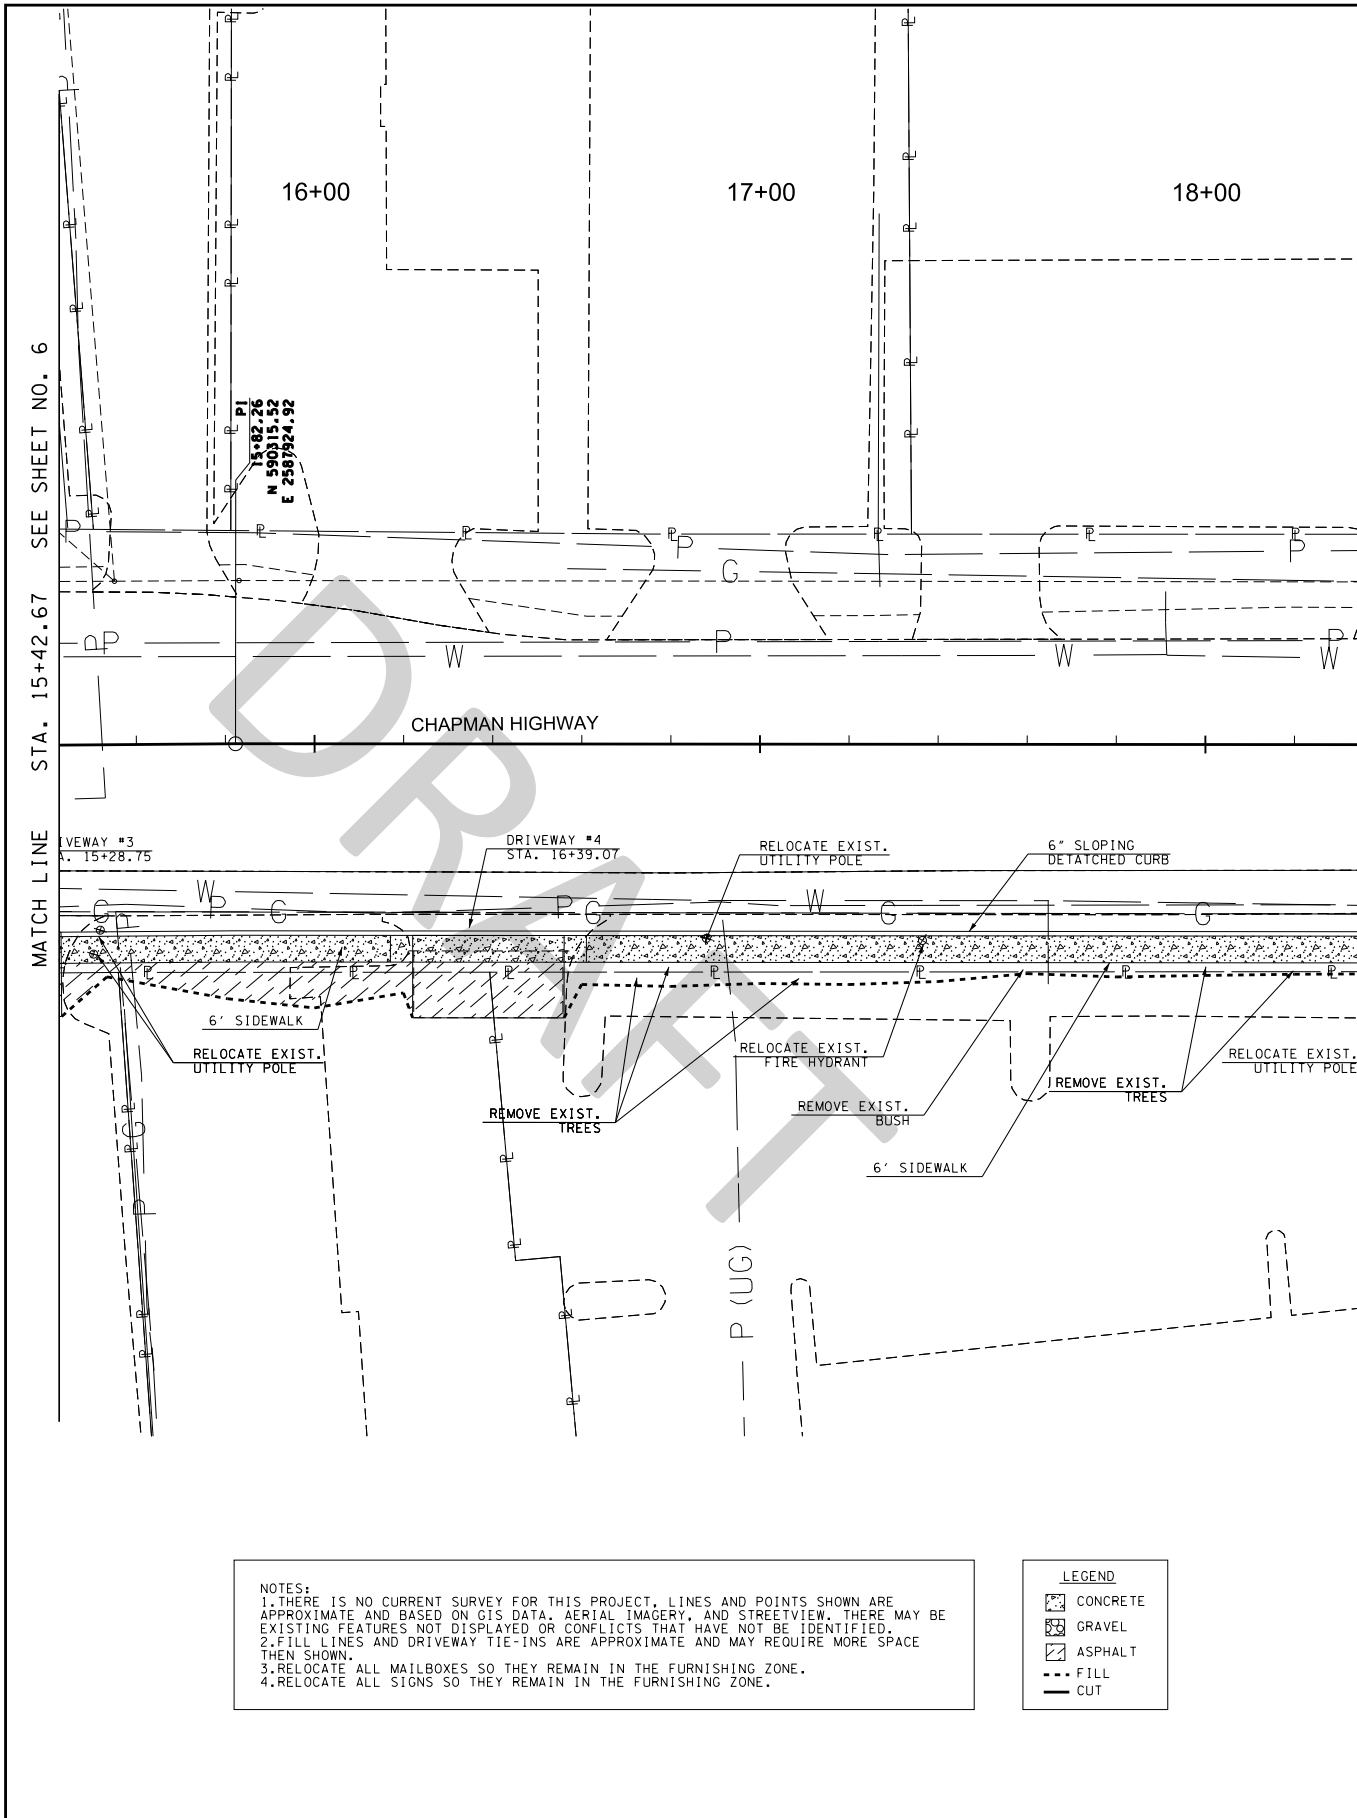 16+00
17+00
18+00
MATCH LINE STA. 15+42.67 SEE SHEET NO. 6
PI
15+82.26
N 590315.52
E 2587924.92
P
P
P
G
P
P
P
P
W
W
W
CHAPMAN HIGHWAY
IVEWAY #3
A. 15+28.75
DRIVEWAY #4
STA. 16+39.07
RELOCATE EXIST.
UTILITY POLE
6" SLOPING
DETATCHED CURB
W
P
P
W
G
G
G
G
G
P
6' SIDEWALK
RELOCATE EXIST.
UTILITY POLE
RELOCATE EXIST.
FIRE HYDRANT
RELOCATE EXIST.
UTILITY POLE
REMOVE EXIST.
TREES
REMOVE EXIST.
BUSH
REMOVE EXIST.
TREES
6' SIDEWALK
G
P
P (UG)
DRAFT
NOTES:
1.THERE IS NO CURRENT SURVEY FOR THIS PROJECT, LINES AND POINTS SHOWN ARE
APPROXIMATE AND BASED ON GIS DATA. AERIAL IMAGERY, AND STREETVIEW. THERE MAY BE
EXISTING FEATURES NOT DISPLAYED OR CONFLICTS THAT HAVE NOT BE IDENTIFIED.
2.FILL LINES AND DRIVEWAY TIE-INS ARE APPROXIMATE AND MAY REQUIRE MORE SPACE
THEN SHOWN.
3.RELOCATE ALL MAILBOXES SO THEY REMAIN IN THE FURNISHING ZONE.
4.RELOCATE ALL SIGNS SO THEY REMAIN IN THE FURNISHING ZONE.
LEGEND
CONCRETE
GRAVEL
ASPHALT
FILL
CUT